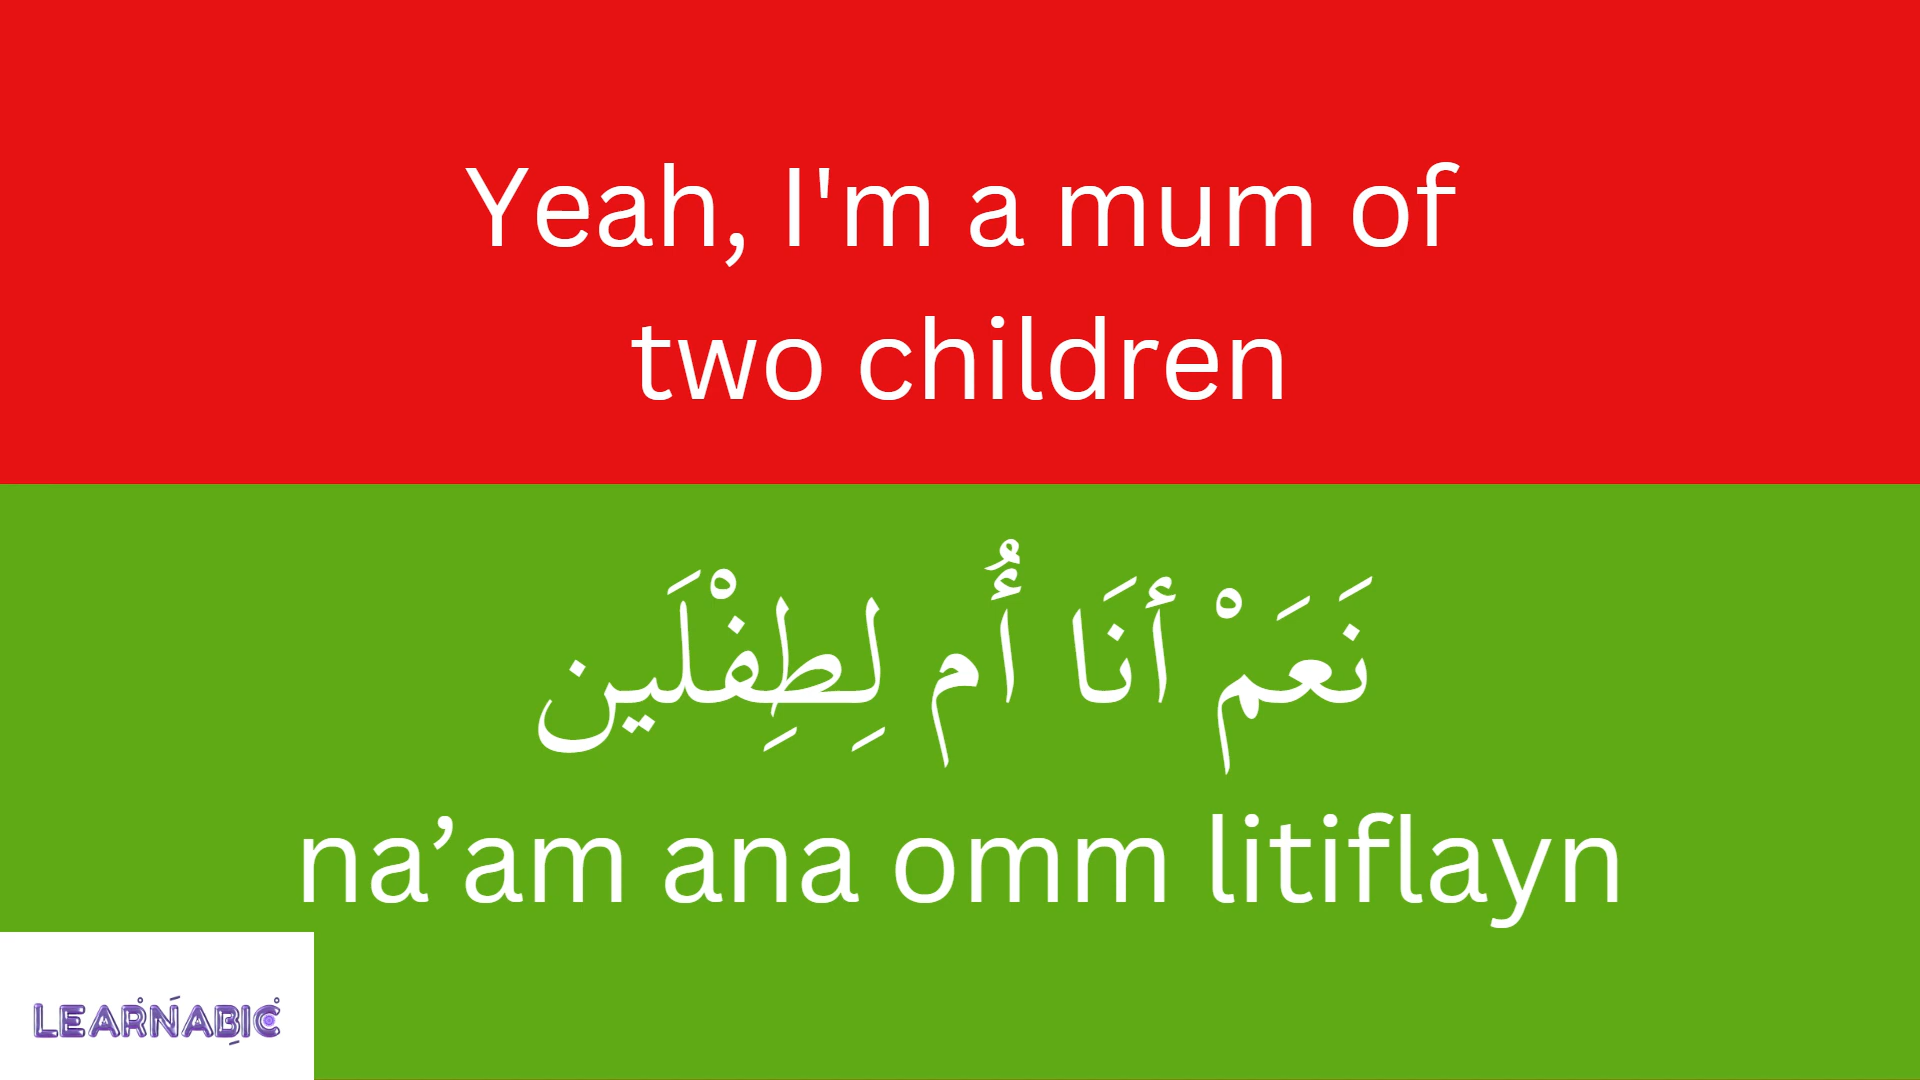 Yeah, I'm a mum of
two children
نَعَمْ أنَا أُم لِطِفْلَين
na’am ana omm litiflayn
LEARNABIC